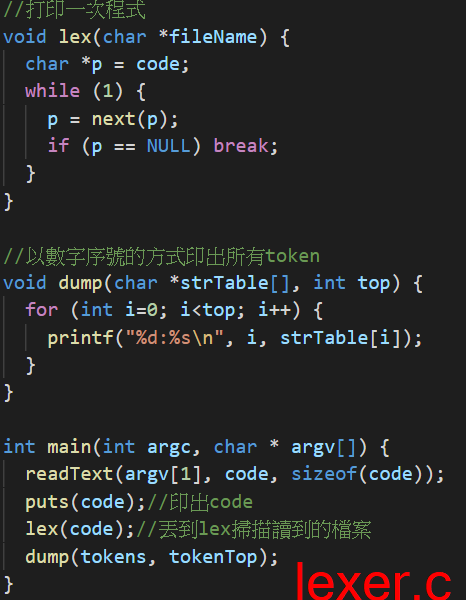 //打印一次程式
void lex(char *fileName) {
  char *p = code;
  while (1) {
    p = next(p);
    if (p == NULL) break;
  }
}

//以數字序號的方式印出所有token
void dump(char *strTable[], int top) {
  for (int i=0; i<top; i++) {
    printf("%d:%s\n", i, strTable[i]);
  }
}

int main(int argc, char * argv[]) {
  readText(argv[1], code, sizeof(code));
  puts(code);//印出code
  lex(code);//丟到lex掃描讀到的檔案
  dump(tokens, tokenTop);
}
lexer.c